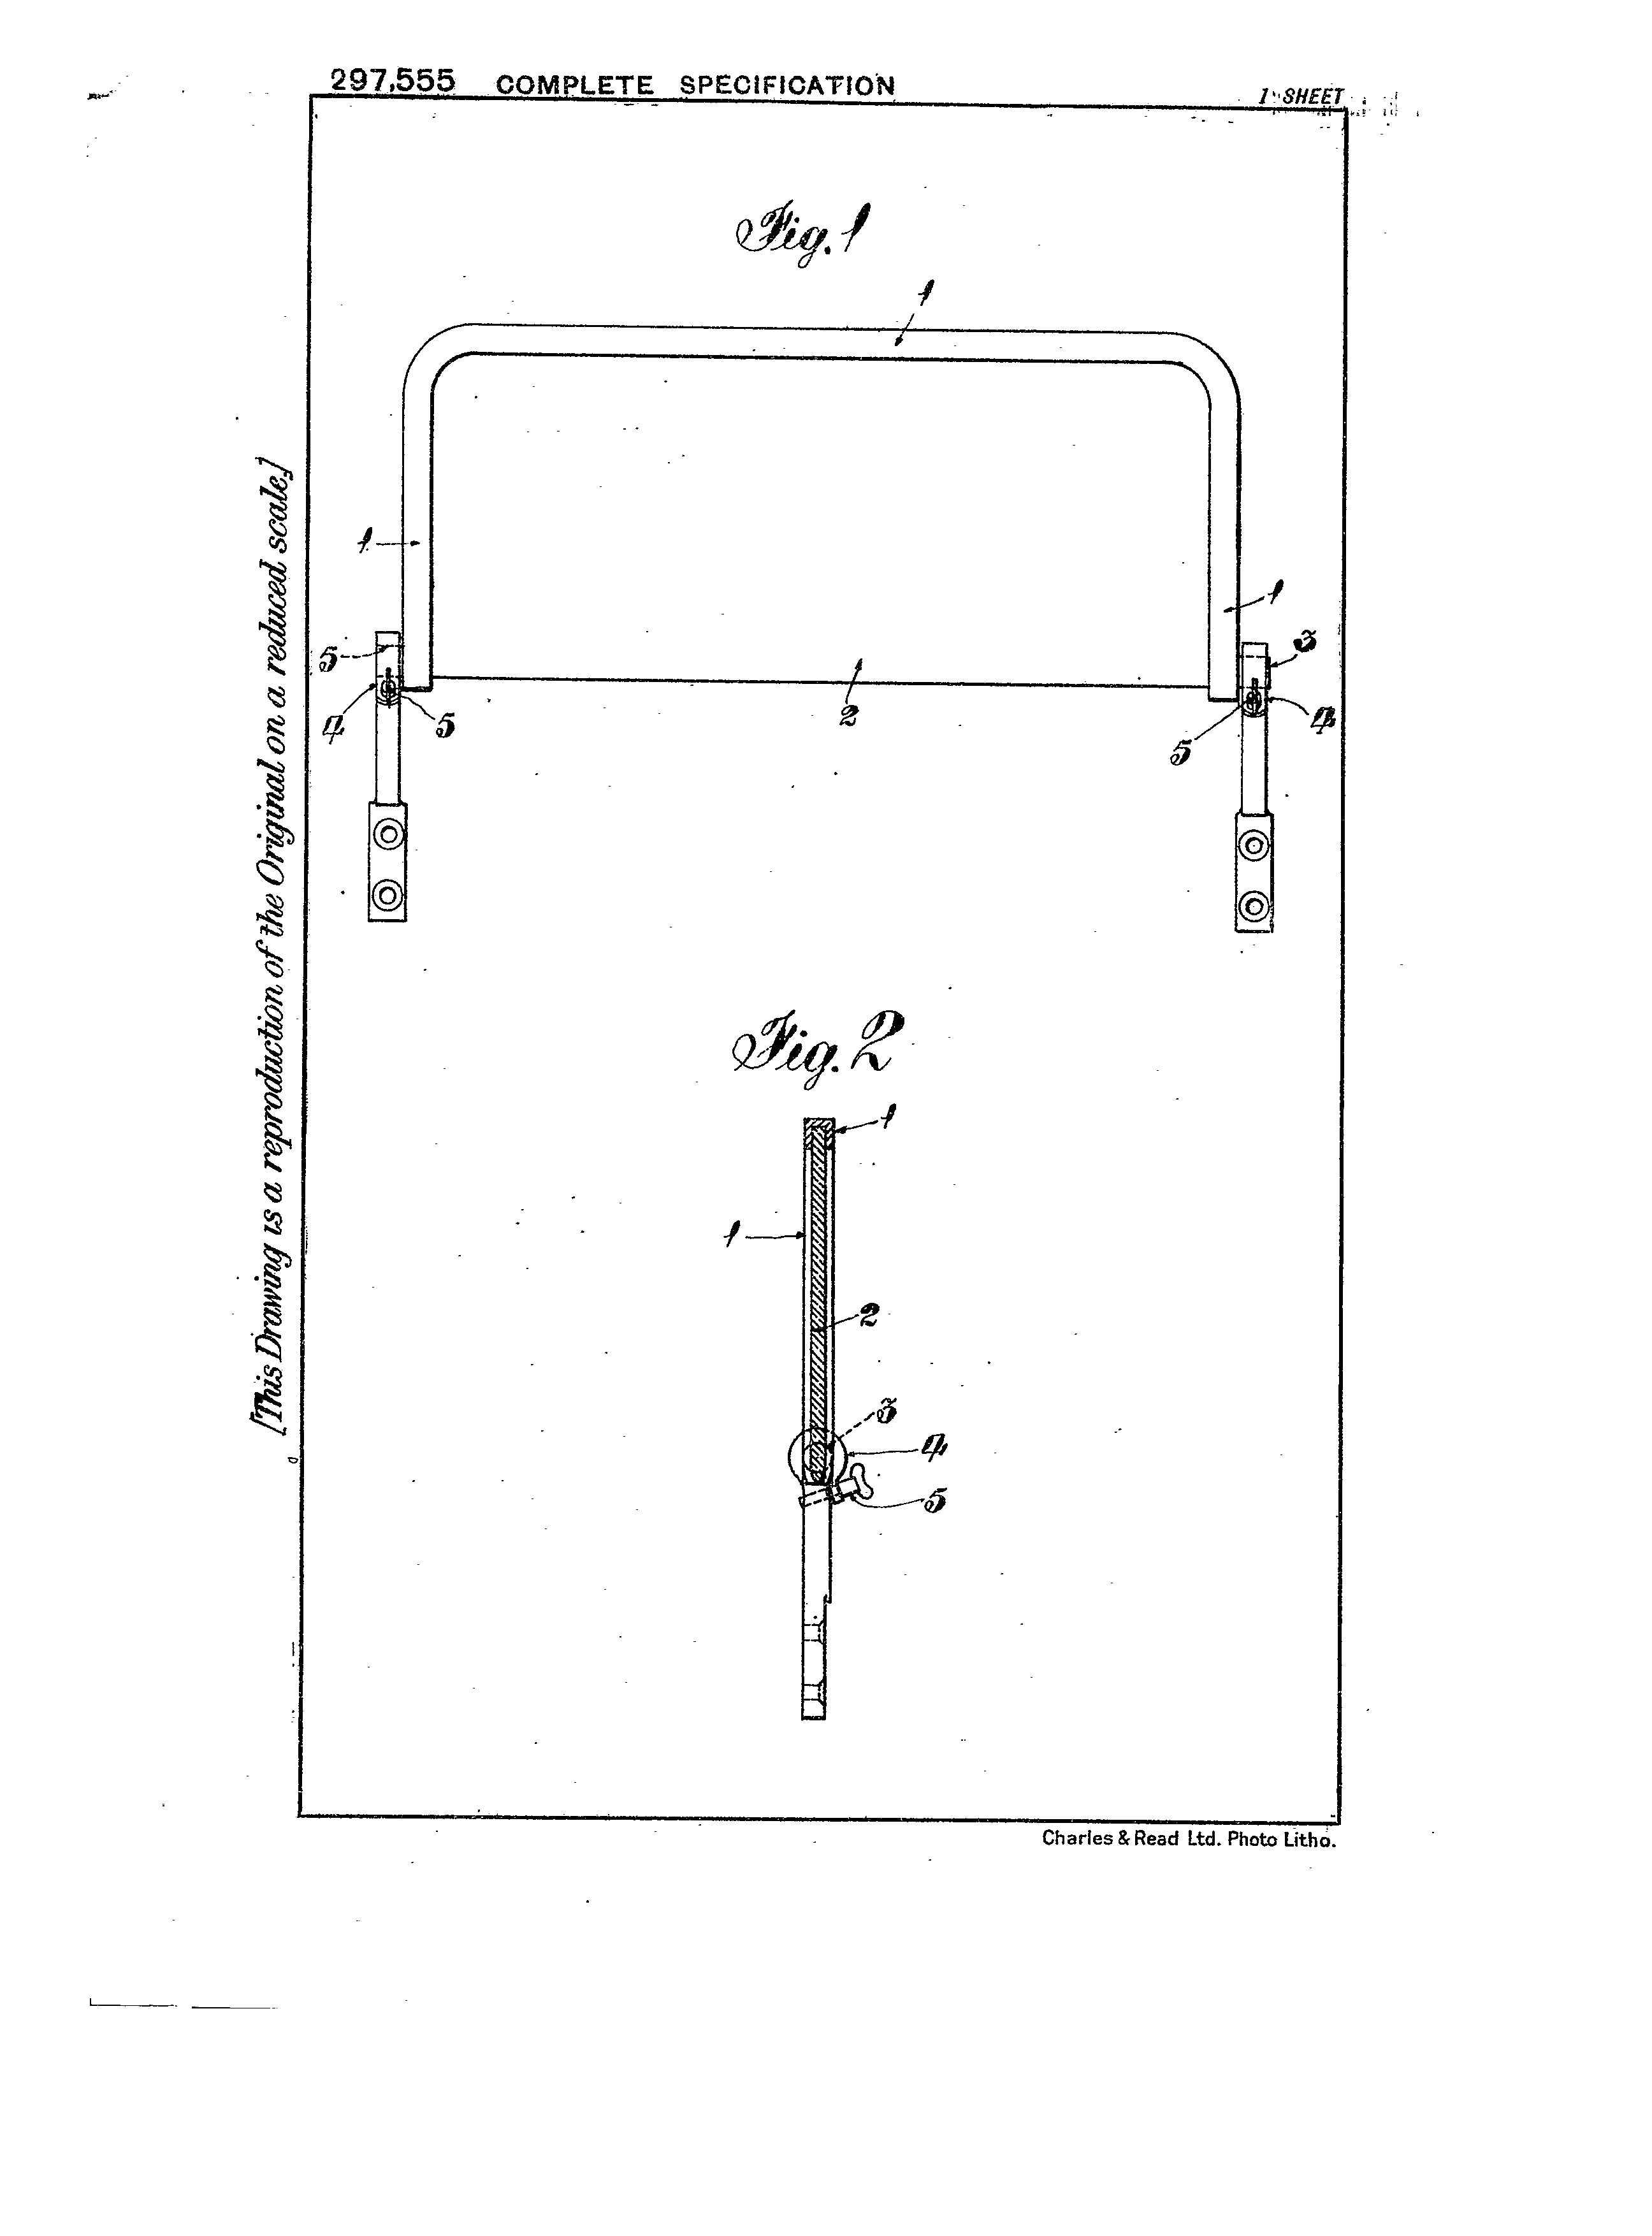 297,555 COMPLETE SPECIFICATION
1 SHEET
Fig. 1
1
1
1
5
3
4
5
2
5
4
[This Drawing is a reproduction of the Original on a reduced scale.]
Fig. 2
1
1
2
3
4
5
Charles & Read Ltd. Photo Litho.